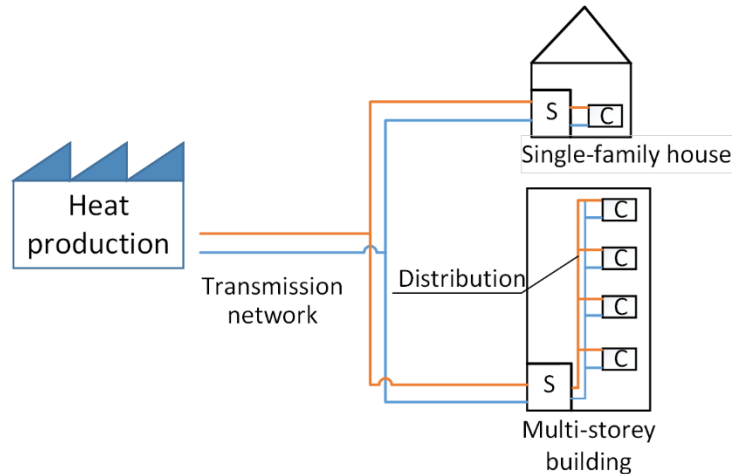 S
C
Single-family house
Heat
production
Transmission
network
Distribution
C
C
C
C
S
Multi-storey
building